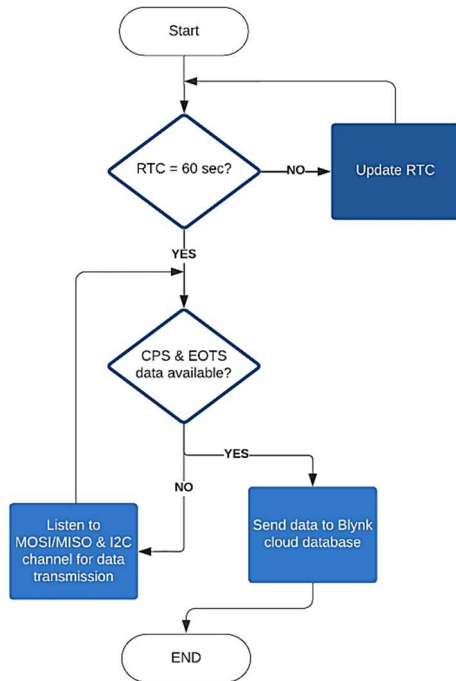 Start
RTC = 60 sec?
NO
Update RTC
YES
CPS & EOTS
data available?
YES
NO
Listen to
MOSI/MISO & I2C
channel for data
transmission
Send data to Blynk
cloud database
END